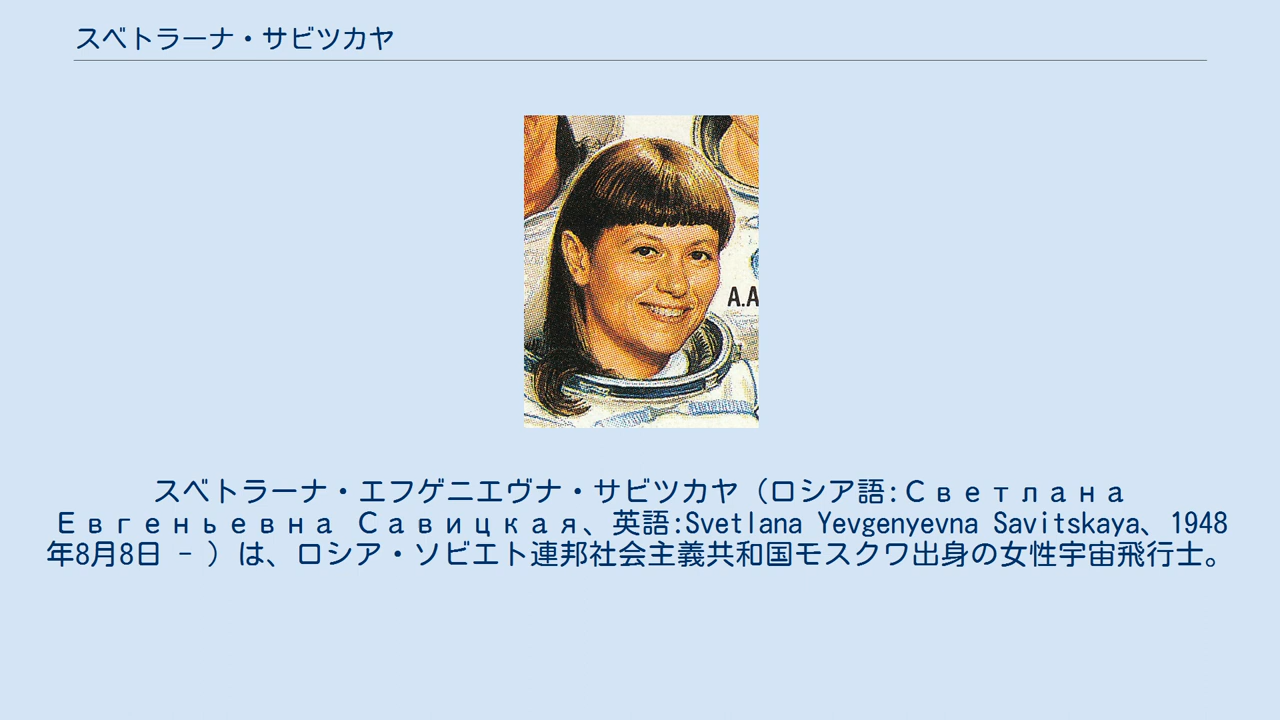 スベトラーナ・サビツカヤ
A.A
スベトラーナ・エフゲニエヴナ・サビツカヤ（ロシア語:Светлана
Евгеньевна Савицкая、英語:Svetlana Yevgenyevna Savitskaya、1948
年8月8日 - ）は、ロシア・ソビエト連邦社会主義共和国モスクワ出身の女性宇宙飛行士。